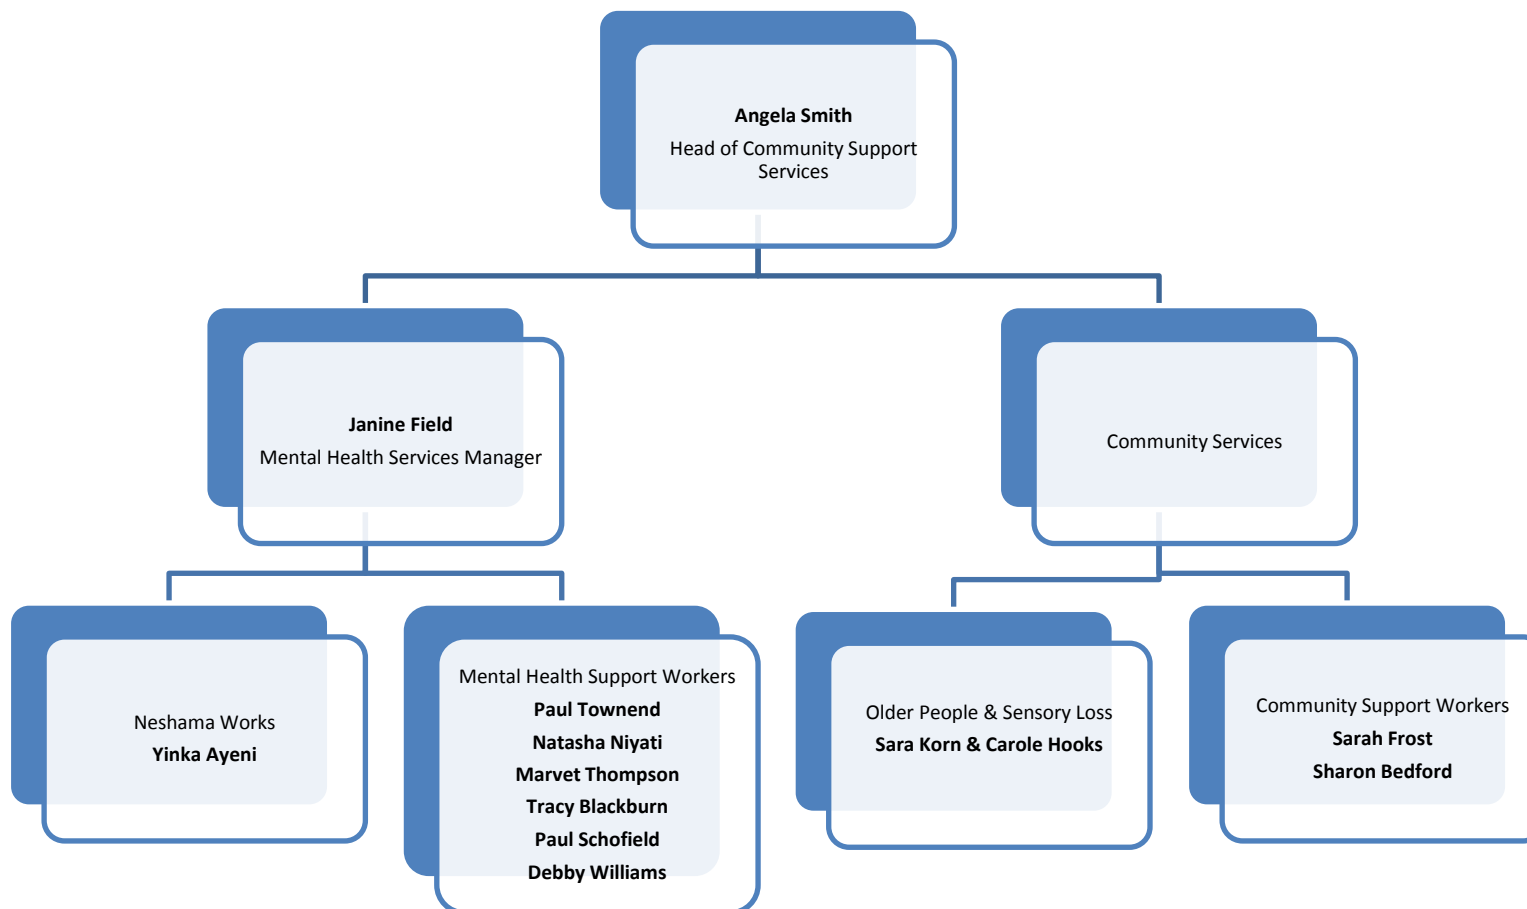 Angela Smith
Head of Community Support
Services
Janine Field
Mental Health Services Manager
Community Services
Neshama Works
Yinka Ayeni
Mental Health Support Workers
Paul Townend
Natasha Niyati
Marvet Thompson
Tracy Blackburn
Paul Schofield
Debby Williams
Older People & Sensory Loss
Sara Korn & Carole Hooks
Community Support Workers
Sarah Frost
Sharon Bedford